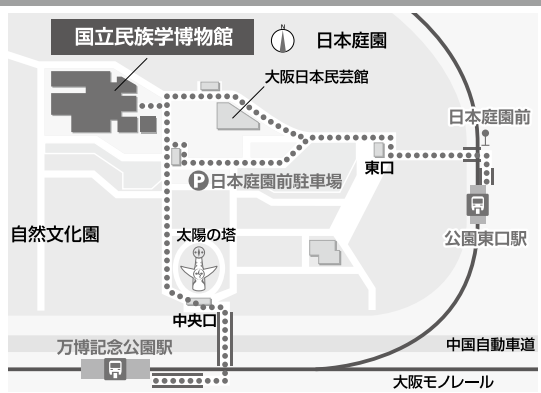 国立民族学博物館
N
日本庭園
大阪日本民芸館
日本庭園前
東口
P日本庭園前駐車場
自然文化園
太陽の塔
公園東口駅
中央口
万博記念公園駅
中国自動車道
大阪モノレール